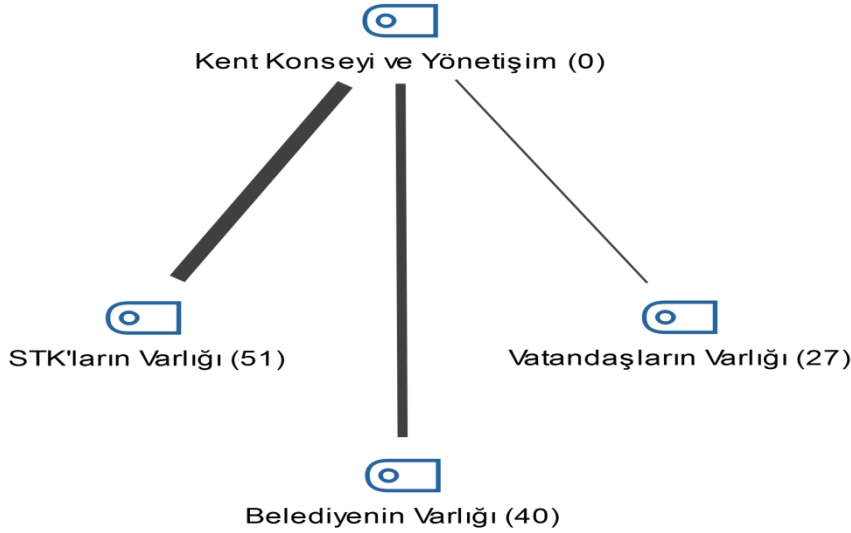 Kent Konseyi ve Yönetişim (0)
STK'ların Varlığı (51)
Vatandaşların Varlığı (27)
Belediyenin Varlığı (40)